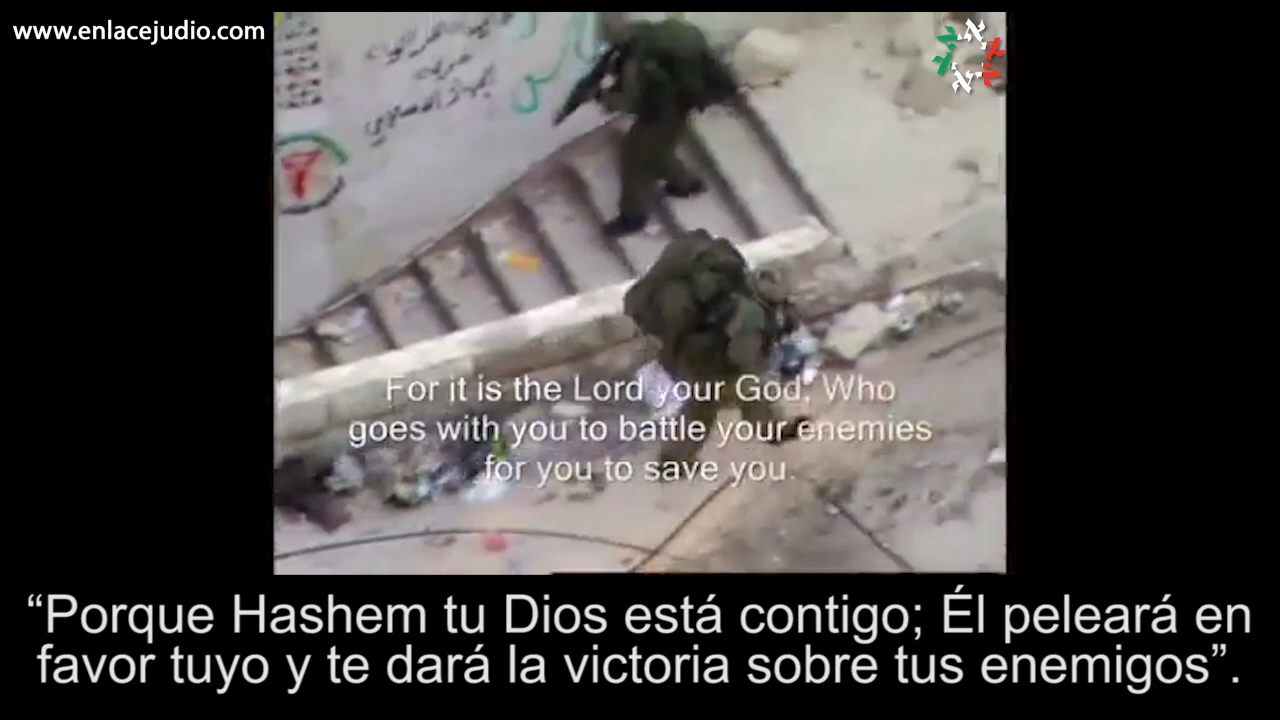 www.enlacejudio.com
حركة
For it is the Lord your God, Who
goes with you to battle your enemies
for you to save you.
“Porque Hashem tu Dios está contigo; Él peleará en
favor tuyo y te dará la victoria sobre tus enemigos”.